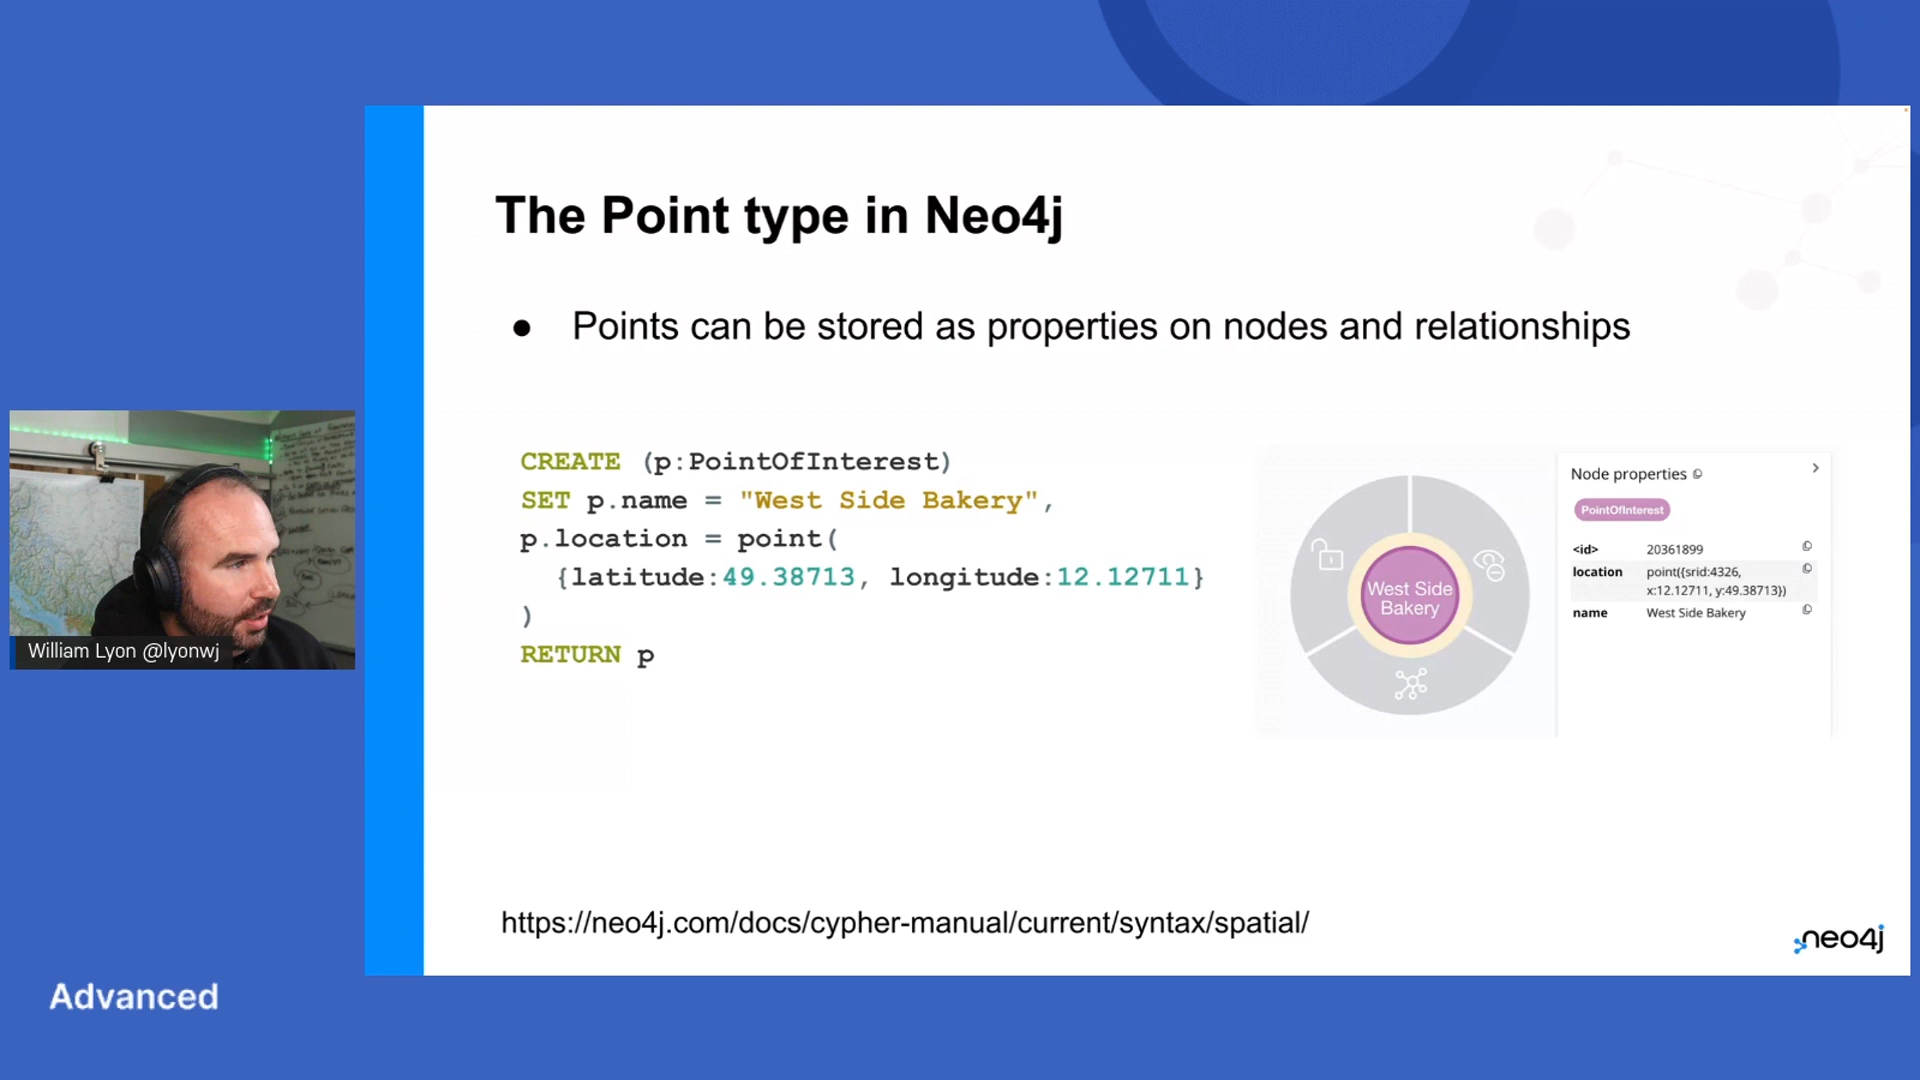 The Point type in Neo4j
● Points can be stored as properties on nodes and relationships
CREATE (p:PointOfInterest)
SET p.name = "West Side Bakery",
p.location = point(
{latitude:49.38713, longitude:12.12711}
)
RETURN p
West Side
Bakery
Node properties
PointOfInterest
<id> 20361899
location point({srid:4326,
x:12.12711, y:49.38713})
name West Side Bakery
William Lyon @lyonwj
https://neo4j.com/docs/cypher-manual/current/syntax/spatial/
neo4j
Advanced